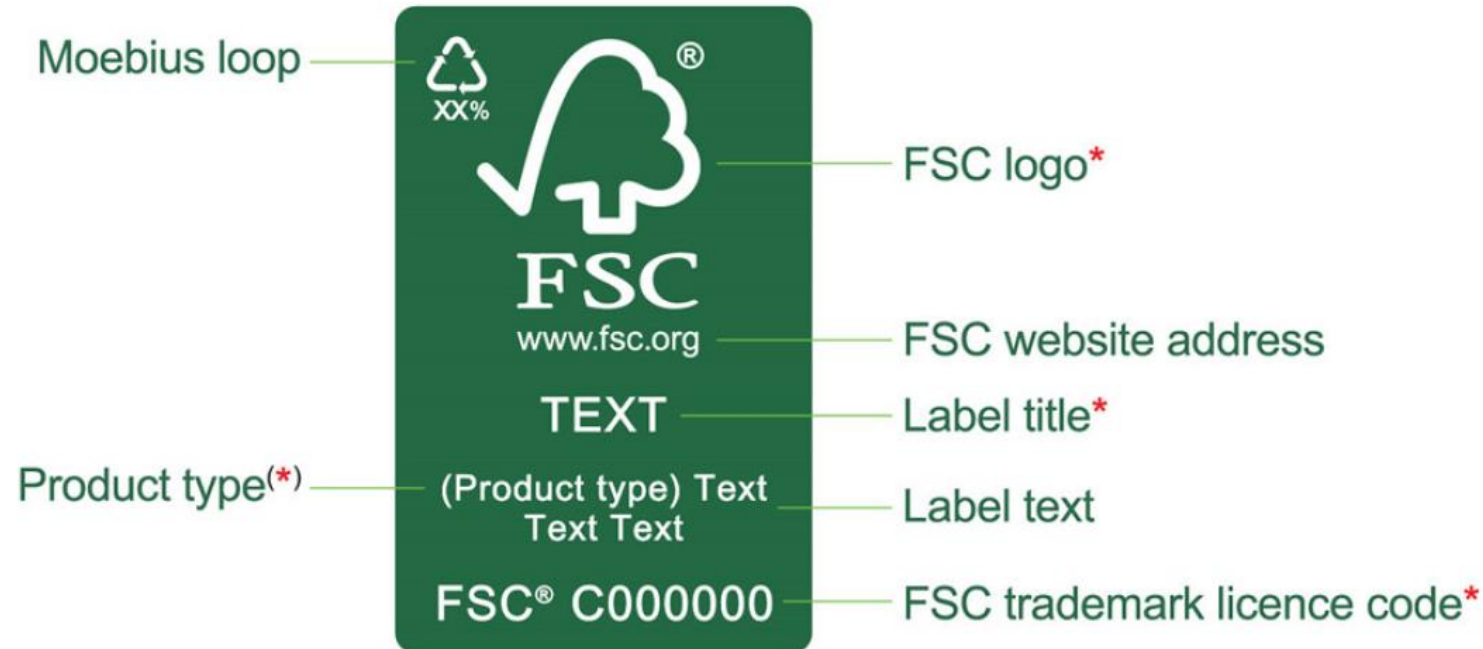 Moebius loop
XX%
®
FSC logo*
FSC
www.fsc.org
FSC website address
TEXT
Label title*
Product type(*)
(Product type) Text
Text Text
Label text
FSC® C000000
FSC trademark licence code*